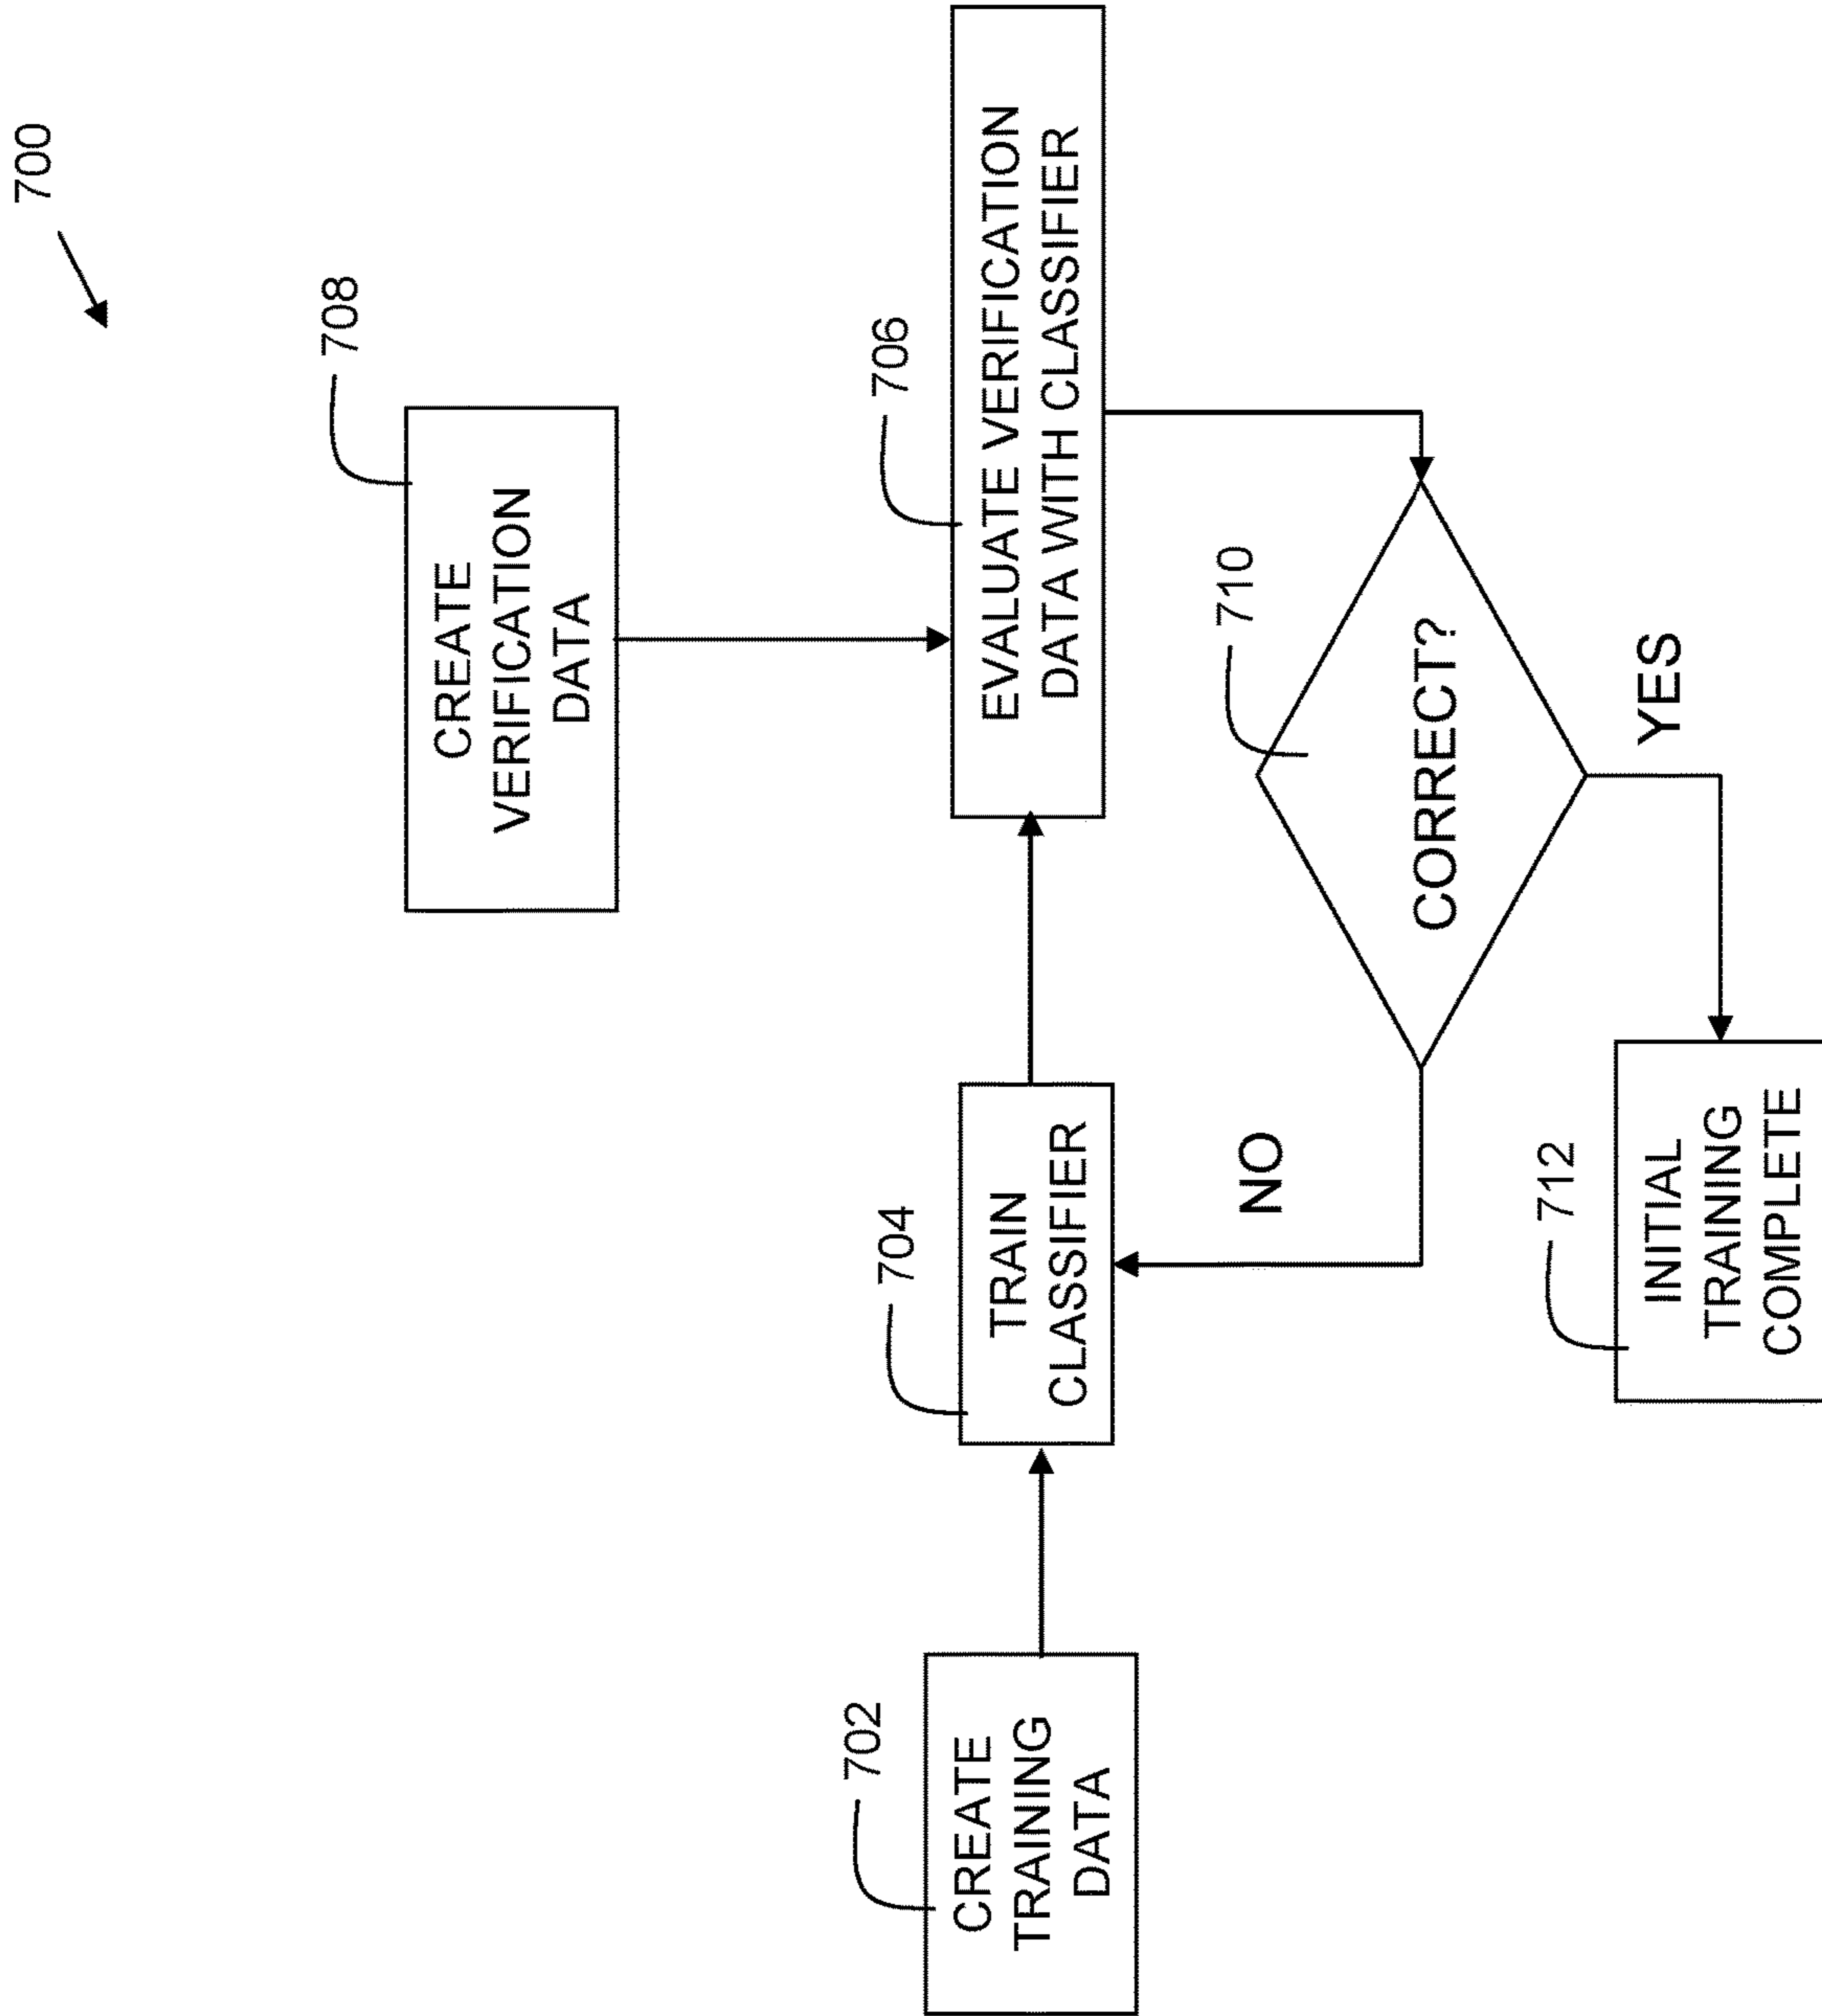 700
708
CREATE
VERIFICATION
DATA
702
CREATE
TRAINING
DATA
704
TRAIN
CLASSIFIER
706
EVALUATE VERIFICATION
DATA WITH CLASSIFIER
710
CORRECT?
NO
YES
712
INITIAL
TRAINING
COMPLETE